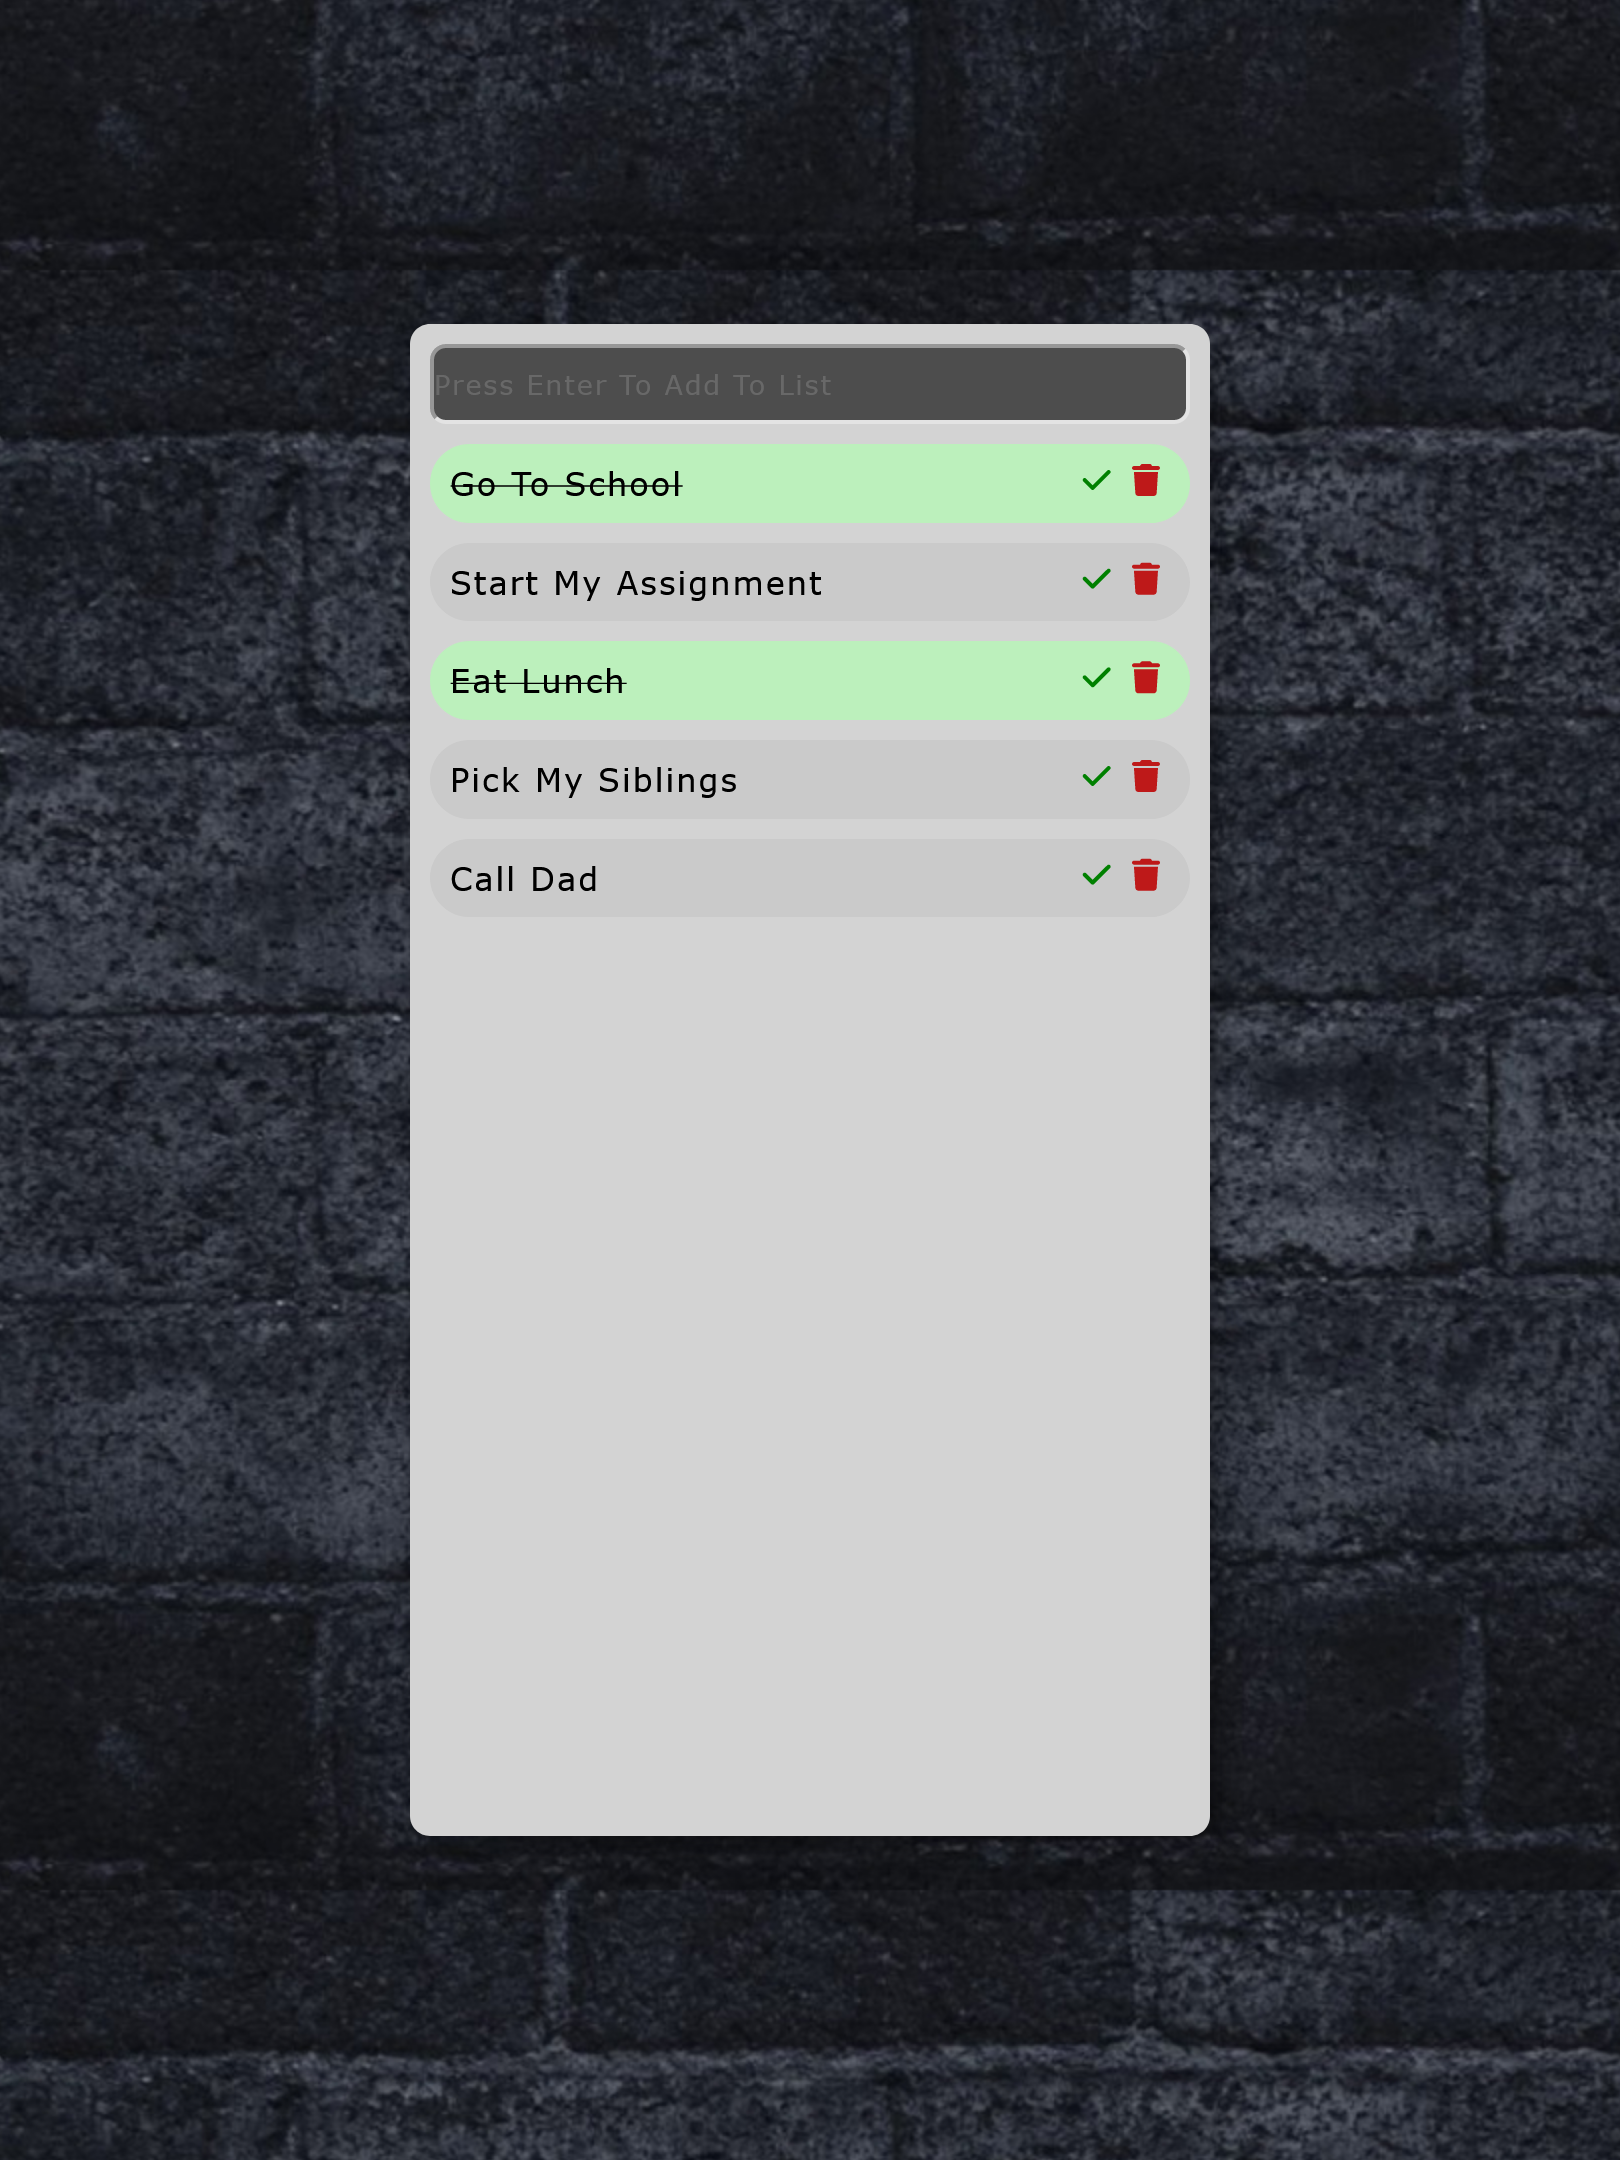 Press Enter To Add To List
Go To School
Start My Assignment
Eat Lunch
Pick My Siblings
Call Dad